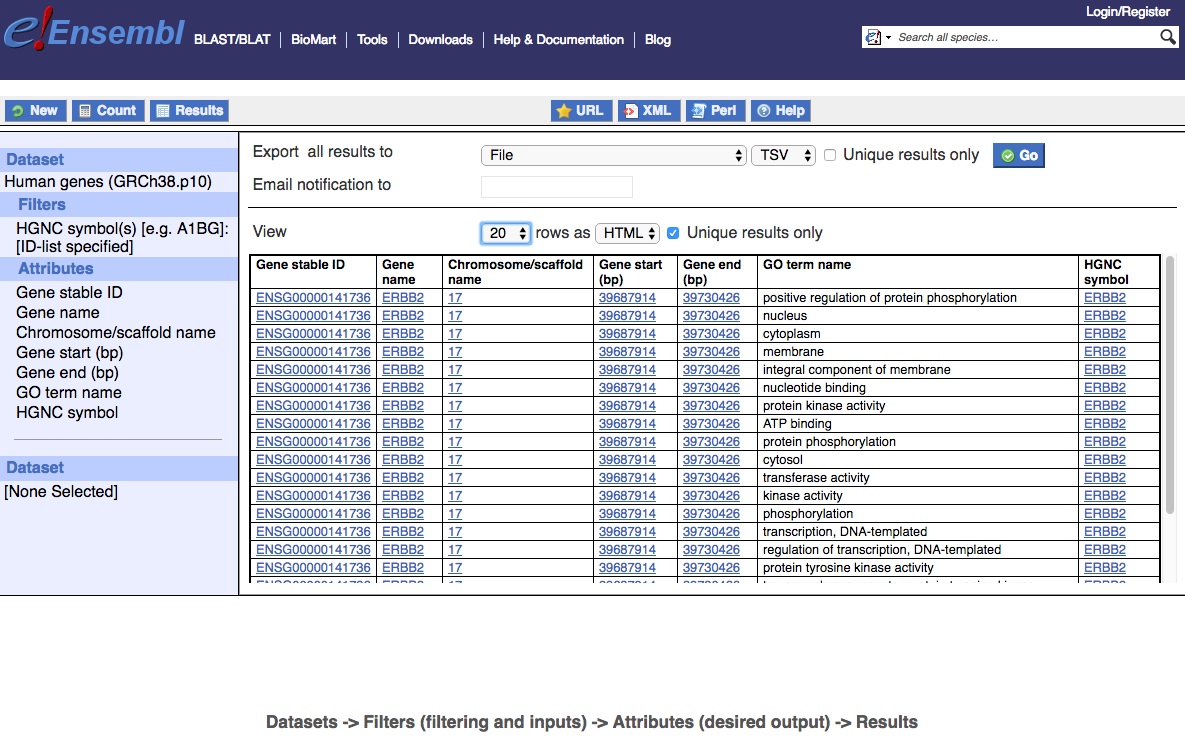 Login/Register
e!Ensembl BLAST/BLAT BioMart Tools Downloads Help & Documentation Blog
Search all species...
New Count Results URL XML Perl Help
Dataset
Human genes (GRCh38.p10)
Filters
HGNC symbol(s) [e.g. A1BG]:
[ID-list specified]
Attributes
Gene stable ID
Gene name
Chromosome/scaffold name
Gene start (bp)
Gene end (bp)
GO term name
HGNC symbol
Dataset
[None Selected]
Export all results to File TSV Unique results only Go
Email notification to
View 20 rows as HTML Unique results only
Gene stable ID Gene name Chromosome/scaffold name Gene start (bp) Gene end (bp) GO term name HGNC symbol
ENSG00000141736 ERBB2 17 39687914 39730426 positive regulation of protein phosphorylation ERBB2
ENSG00000141736 ERBB2 17 39687914 39730426 nucleus ERBB2
ENSG00000141736 ERBB2 17 39687914 39730426 cytoplasm ERBB2
ENSG00000141736 ERBB2 17 39687914 39730426 membrane ERBB2
ENSG00000141736 ERBB2 17 39687914 39730426 integral component of membrane ERBB2
ENSG00000141736 ERBB2 17 39687914 39730426 nucleotide binding ERBB2
ENSG00000141736 ERBB2 17 39687914 39730426 protein kinase activity ERBB2
ENSG00000141736 ERBB2 17 39687914 39730426 ATP binding ERBB2
ENSG00000141736 ERBB2 17 39687914 39730426 protein phosphorylation ERBB2
ENSG00000141736 ERBB2 17 39687914 39730426 cytosol ERBB2
ENSG00000141736 ERBB2 17 39687914 39730426 transferase activity ERBB2
ENSG00000141736 ERBB2 17 39687914 39730426 kinase activity ERBB2
ENSG00000141736 ERBB2 17 39687914 39730426 phosphorylation ERBB2
ENSG00000141736 ERBB2 17 39687914 39730426 transcription, DNA-templated ERBB2
ENSG00000141736 ERBB2 17 39687914 39730426 regulation of transcription, DNA-templated ERBB2
ENSG00000141736 ERBB2 17 39687914 39730426 protein tyrosine kinase activity ERBB2
Datasets -> Filters (filtering and inputs) -> Attributes (desired output) -> Results